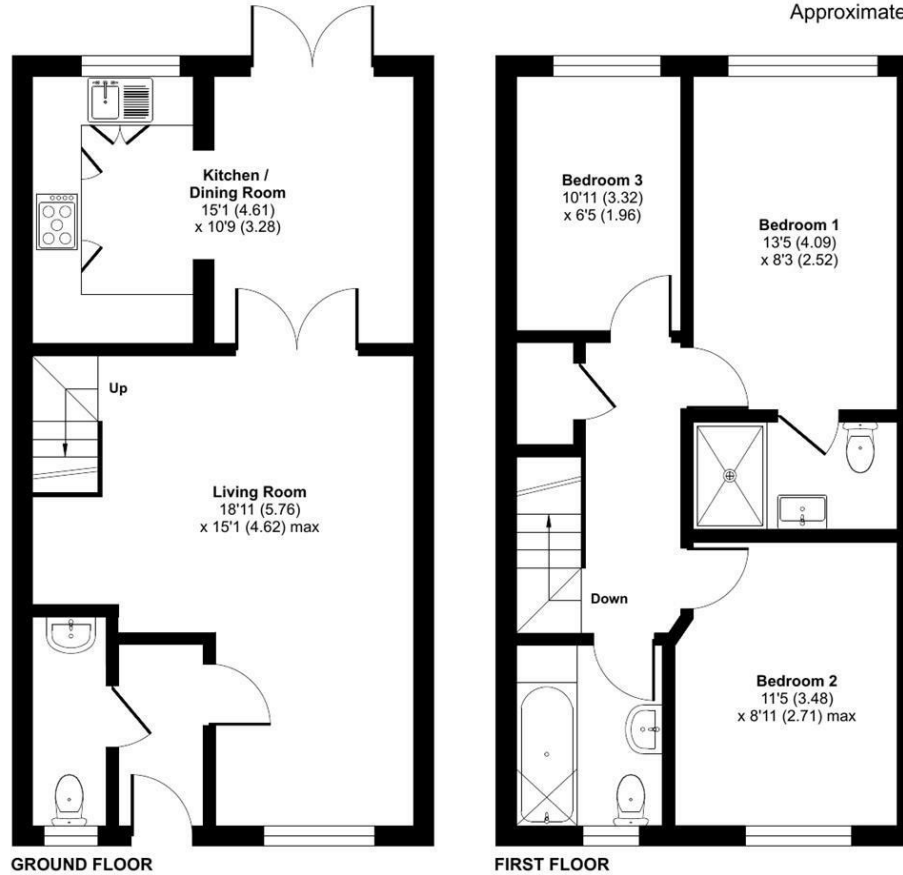 Approximate
Kitchen /
Dining Room
15'1 (4.61)
x 10'9 (3.28)
Up
Living Room
18'11 (5.76)
x 15'1 (4.62) max
GROUND FLOOR
Bedroom 3
10'11 (3.32)
x 6'5 (1.96)
Bedroom 1
13'5 (4.09)
x 8'3 (2.52)
Down
Bedroom 2
11'5 (3.48)
x 8'11 (2.71) max
FIRST FLOOR